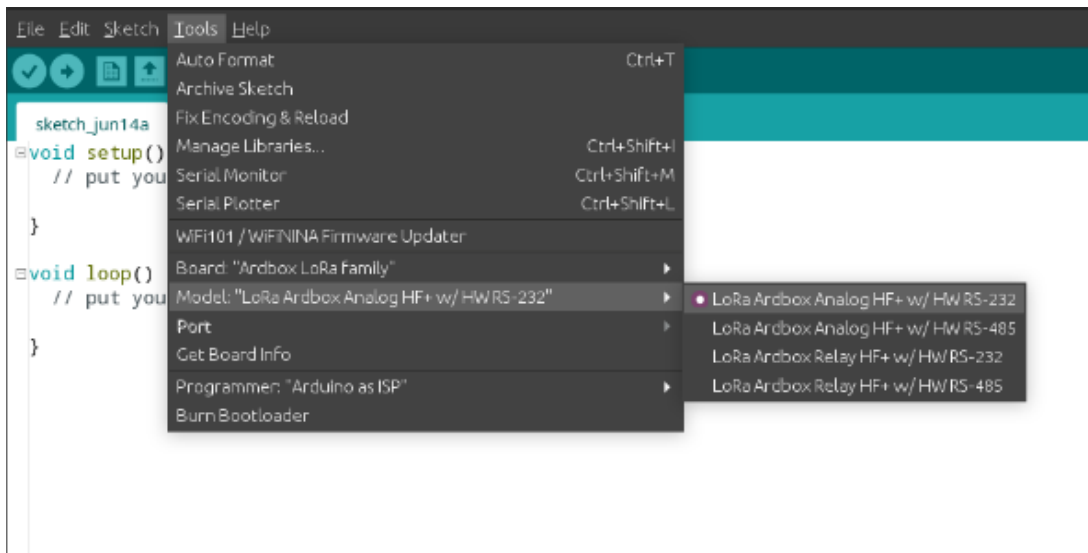 File Edit Sketch Tools Help
sketch_jun14a
void setup()
// put you
}
void loop()
// put you
}
Auto Format Ctrl+T
Archive Sketch
Fix Encoding & Reload
Manage Libraries... Ctrl+Shift+I
Serial Monitor Ctrl+Shift+M
Serial Plotter Ctrl+Shift+L
WiFi101 / WiFiNINA Firmware Updater
Board: "Ardbox LoRa family"
Model: "LoRa Ardbox Analog HF+ w/ HW RS-232"
Port
Get Board Info
Programmer: "Arduino as ISP"
Burn Bootloader
LoRa Ardbox Analog HF+ w/ HW RS-232
LoRa Ardbox Analog HF+ w/ HW RS-485
LoRa Ardbox Relay HF+ w/ HW RS-232
LoRa Ardbox Relay HF+ w/ HW RS-485